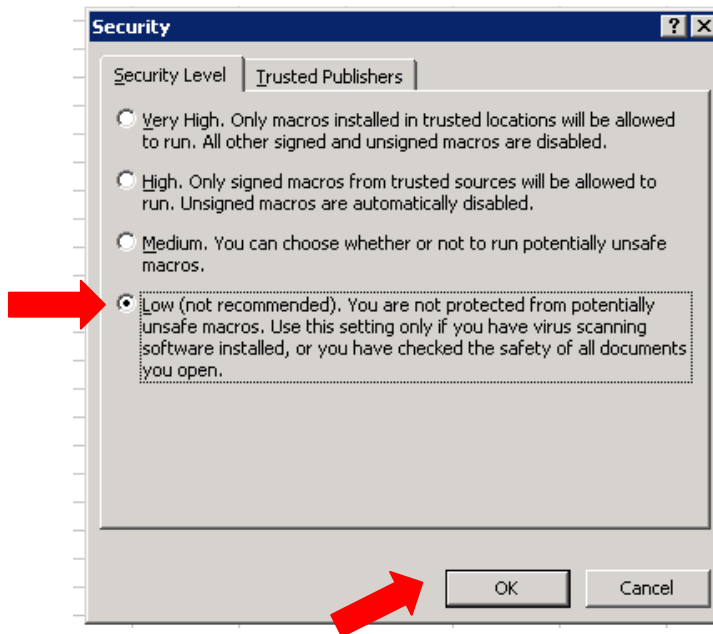 Security
Security Level
Trusted Publishers
Very High. Only macros installed in trusted locations will be allowed
to run. All other signed and unsigned macros are disabled.
High. Only signed macros from trusted sources will be allowed to
run. Unsigned macros are automatically disabled.
Medium. You can choose whether or not to run potentially unsafe
macros.
Low (not recommended). You are not protected from potentially
unsafe macros. Use this setting only if you have virus scanning
software installed, or you have checked the safety of all documents
you open.
OK
Cancel